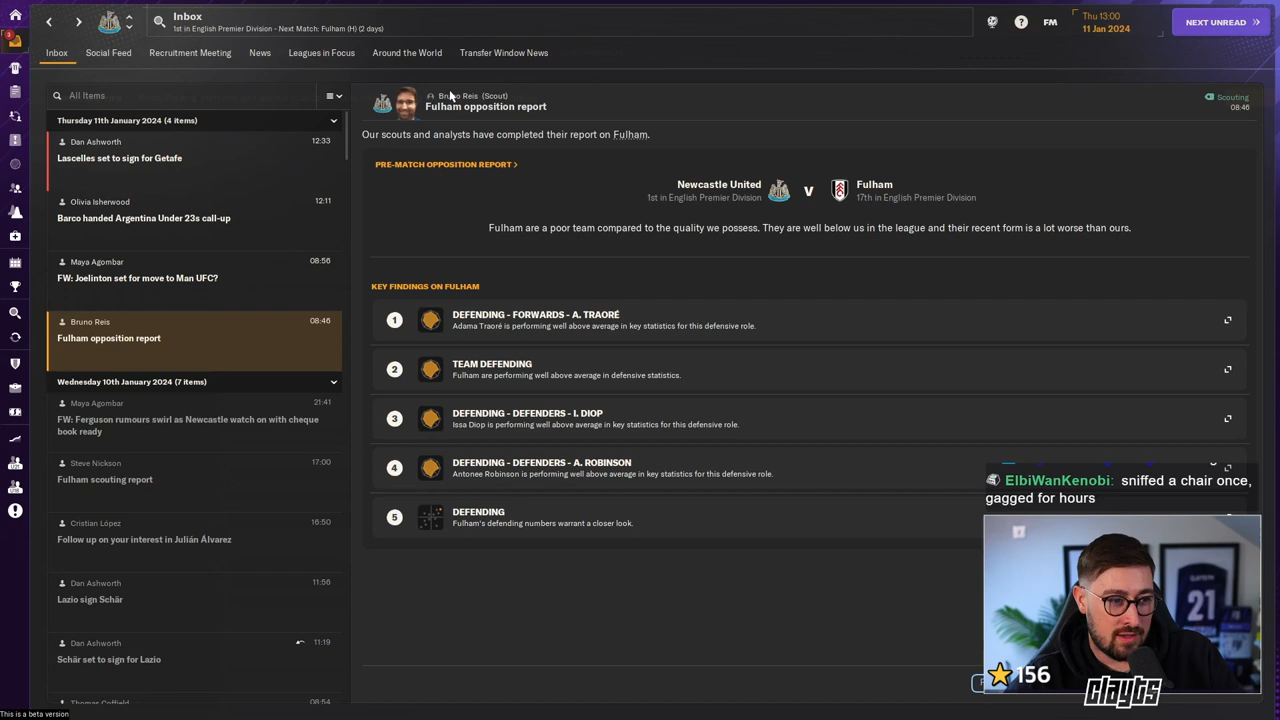 Inbox
1st in English Premier Division - Next Match: Fulham (H) (2 days)
FM
Thu 13:00
11 Jan 2024
NEXT UNREAD
3
Inbox
Social Feed
Recruitment Meeting
News
Leagues in Focus
Around the World
Transfer Window News
All Items
Thursday 11th January 2024 (4 items)
Dan Ashworth
12:33
Lascelles set to sign for Getafe
Olivia Isherwood
12:11
Barco handed Argentina Under 23s call-up
Maya Agombar
08:56
FW: Joelinton set for move to Man UFC?
Bruno Reis
08:46
Fulham opposition report
Wednesday 10th January 2024 (7 items)
Maya Agombar
21:41
FW: Ferguson rumours swirl as Newcastle watch on with cheque
book ready
Steve Nickson
17:00
Fulham scouting report
Cristian López
16:50
Follow up on your interest in Julián Álvarez
Dan Ashworth
11:56
Lazio sign Schär
Dan Ashworth
11:19
Schär set to sign for Lazio
08:54
This is a beta version
Bruno Reis (Scout)
Fulham opposition report
Scouting
08:46
Our scouts and analysts have completed their report on Fulham.
PRE-MATCH OPPOSITION REPORT
Newcastle United
1st in English Premier Division
V
Fulham
17th in English Premier Division
Fulham are a poor team compared to the quality we possess. They are well below us in the league and their recent form is a lot worse than ours.
KEY FINDINGS ON FULHAM
1
DEFENDING - FORWARDS - A. TRAORÉ
Adama Traoré is performing well above average in key statistics for this defensive role.
2
TEAM DEFENDING
Fulham are performing well above average in defensive statistics.
3
DEFENDING - DEFENDERS - I. DIOP
Issa Diop is performing well above average in key statistics for this defensive role.
4
DEFENDING - DEFENDERS - A. ROBINSON
Antonee Robinson is performing well above average in key statistics for this defensive role.
5
DEFENDING
Fulham's defending numbers warrant a closer look.
ElbiWanKenobi: sniffed a chair once,
gagged for hours
156
clayts